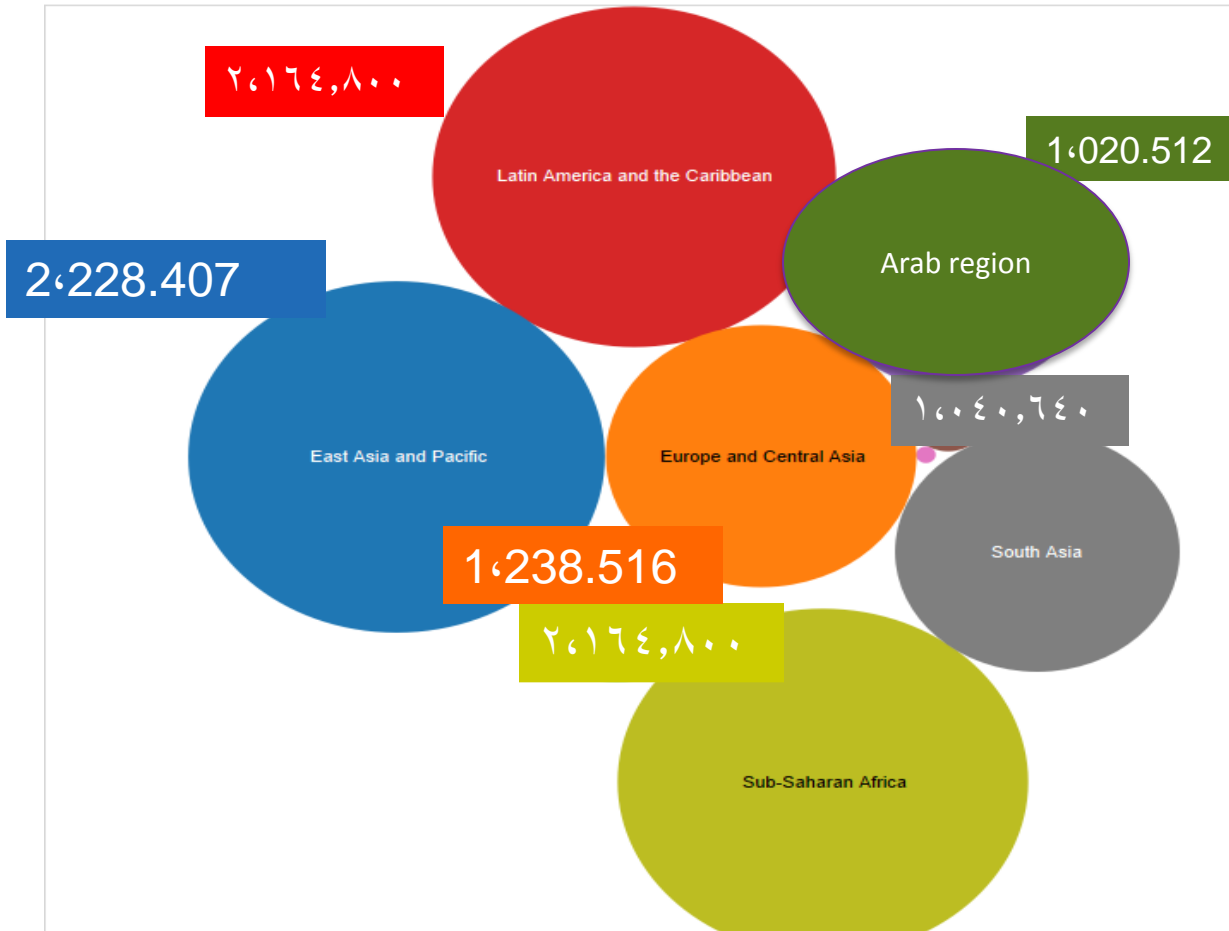 ٢،١٦٤,٨٠٠
Latin America and the Caribbean
1،020.512
Arab region
2،228.407
١،٠٤٠,٦٤٠
East Asia and Pacific
Europe and Central Asia
1،238.516
South Asia
٢،١٦٤,٨٠٠
Sub-Saharan Africa